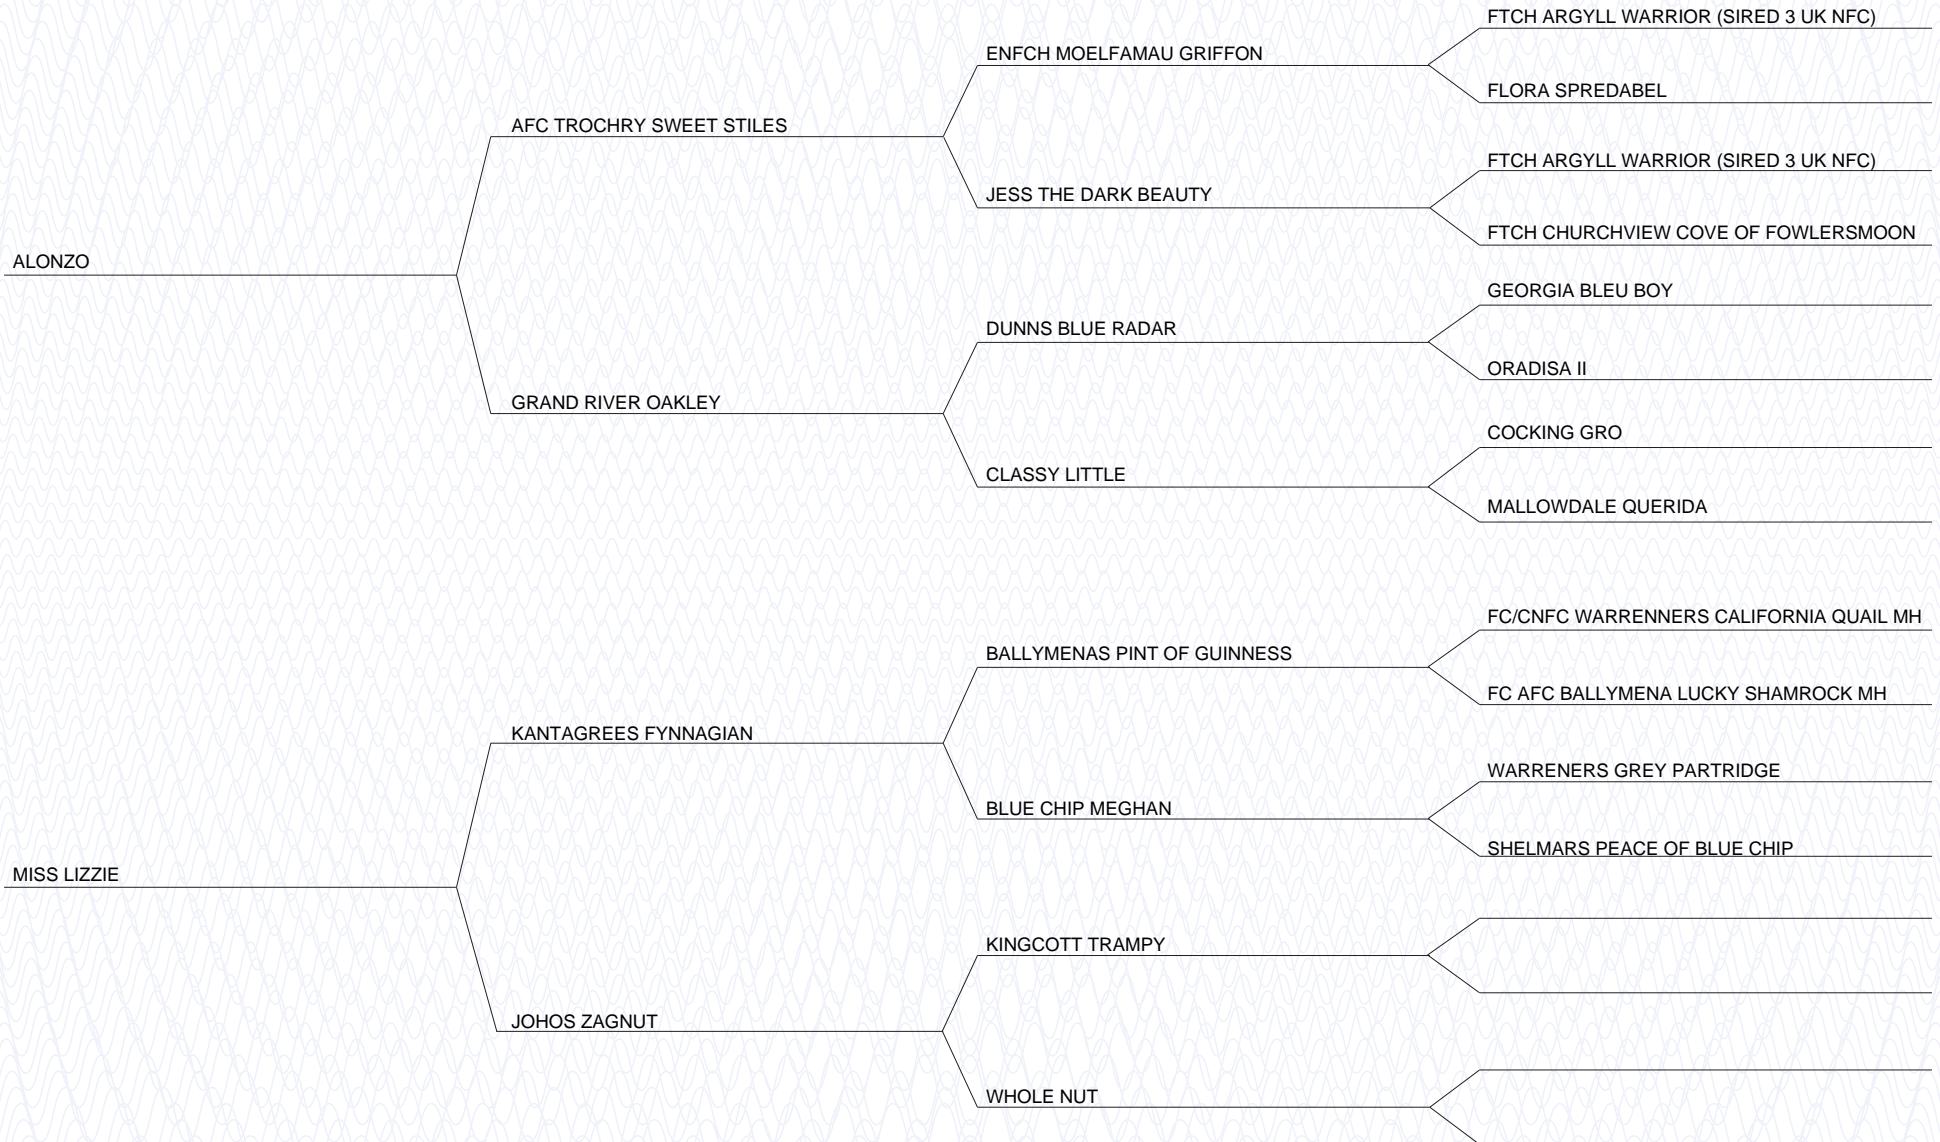 FTCH ARGYLL WARRIOR (SIRED 3 UK NFC)
ENFCH MOELFAMAU GRIFFON
FLORA SPREDABEL
AFC TROCHRY SWEET STILES
FTCH ARGYLL WARRIOR (SIRED 3 UK NFC)
JESS THE DARK BEAUTY
FTCH CHURCHVIEW COVE OF FOWLERSMOON
ALONZO
GEORGIA BLEU BOY
DUNNS BLUE RADAR
ORADISA II
GRAND RIVER OAKLEY
COCKING GRO
CLASSY LITTLE
MALLOWDALE QUERIDA
FC/CNFC WARRENNERS CALIFORNIA QUAIL MH
BALLYMENAS PINT OF GUINNESS
FC AFC BALLYMENA LUCKY SHAMROCK MH
KANTAGREES FYNNAGIAN
WARRENERS GREY PARTRIDGE
BLUE CHIP MEGHAN
SHELMARS PEACE OF BLUE CHIP
MISS LIZZIE
KINGCOTT TRAMPY
JOHOS ZAGNUT
WHOLE NUT